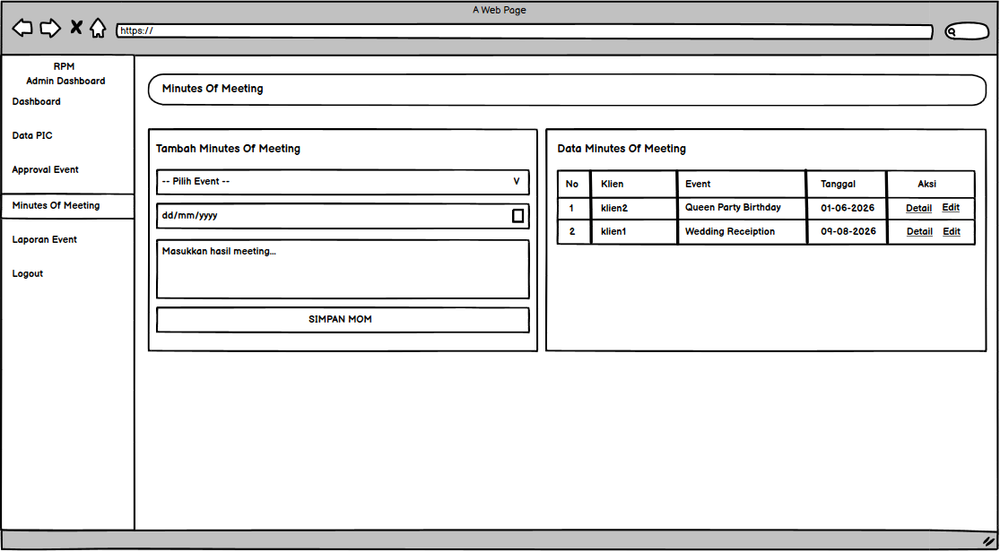 A Web Page
https://
RPM
Admin Dashboard
Dashboard
Data PIC
Approval Event
Minutes Of Meeting
Laporan Event
Logout
Minutes Of Meeting
Tambah Minutes Of Meeting
-- Pilih Event -- V
dd/mm/yyyy
Masukkan hasil meeting...
SIMPAN MOM
Data Minutes Of Meeting
No Klien Event Tanggal Aksi
1 klien2 Queen Party Birthday 01-06-2026 Detail Edit
2 klien1 Wedding Receiption 09-08-2026 Detail Edit